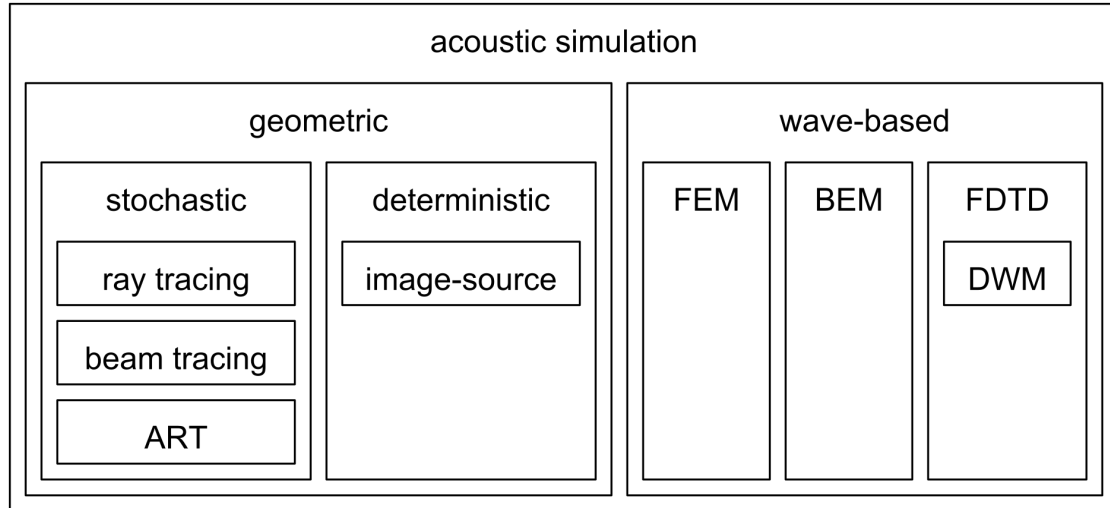 acoustic simulation
geometric
wave-based
stochastic
deterministic
FEM
BEM
FDTD
ray tracing
image-source
DWM
beam tracing
ART